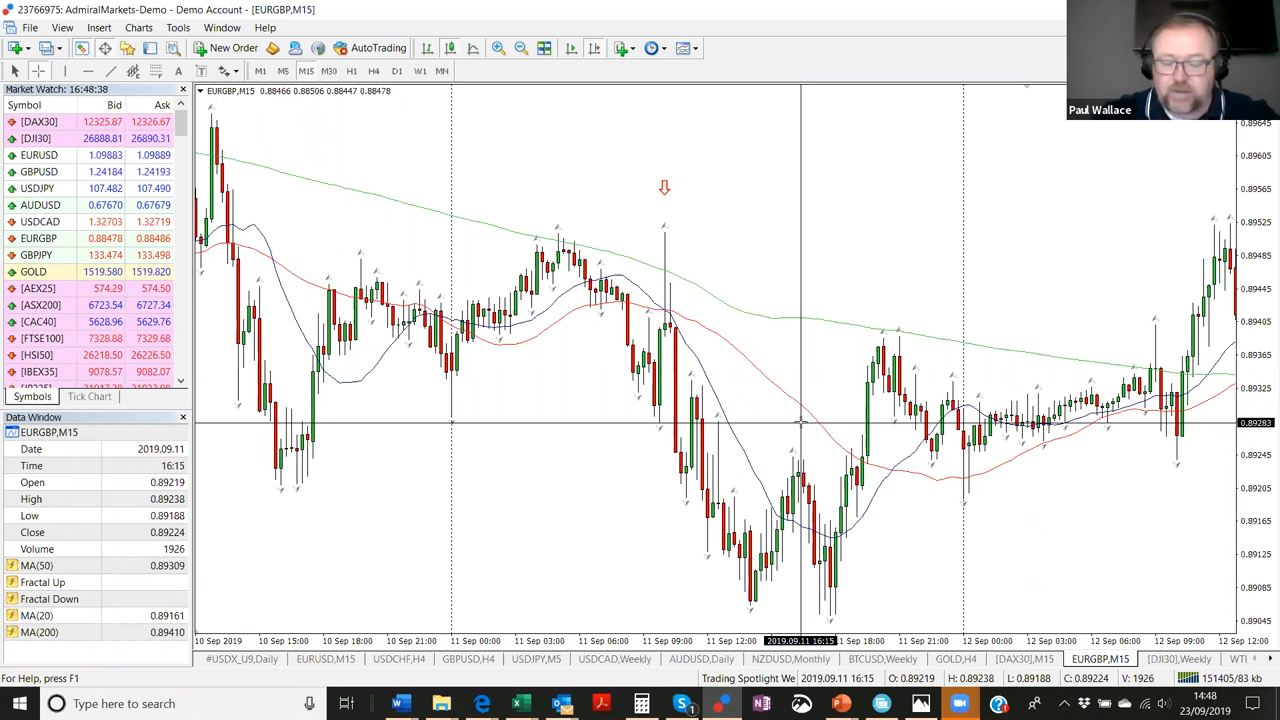 23766975: AdmiralMarkets-Demo - Demo Account - [EURGBP,M15]
File View Insert Charts Tools Window Help
New Order AutoTrading
A T M1 M5 M15 M30 H1 H4 D1 W1 MN
Paul Wallace
Market Watch: 16:48:38
Symbol Bid Ask
[DAX30] 12325.87 12326.67
[DJI30] 26888.81 26890.31
EURUSD 1.09883 1.09889
GBPUSD 1.24184 1.24193
USDJPY 107.482 107.490
AUDUSD 0.67670 0.67679
USDCAD 1.32703 1.32719
EURGBP 0.88478 0.88486
GBPJPY 133.474 133.498
GOLD 1519.580 1519.820
[AEX25] 574.29 574.50
[ASX200] 6723.54 6727.34
[CAC40] 5628.96 5629.76
[FTSE100] 7328.88 7329.68
[HSI50] 26218.50 26226.50
[IBEX35] 9078.57 9082.07
Symbols Tick Chart
Data Window
EURGBP,M15
Date 2019.09.11
Time 16:15
Open 0.89219
High 0.89238
Low 0.89188
Close 0.89224
Volume 1926
MA(50) 0.89309
Fractal Up
Fractal Down
MA(20) 0.89161
MA(200) 0.89410
EURGBP,M15 0.88466 0.88506 0.88447 0.88478
0.89645
0.89605
0.89565
0.89525
0.89485
0.89445
0.89405
0.89365
0.89325
0.89283
0.89245
0.89205
0.89165
0.89125
0.89085
0.89045
10 Sep 2019 10 Sep 15:00 10 Sep 18:00 10 Sep 21:00 11 Sep 00:00 11 Sep 03:00 11 Sep 06:00 11 Sep 09:00 11 Sep 12:00 2019.09.11 16:15 11 Sep 18:00 11 Sep 21:00 12 Sep 00:00 12 Sep 03:00 12 Sep 06:00 12 Sep 09:00 12 Sep 12:00
#USDX_U9,Daily EURUSD,M15 USDCHF,H4 GBPUSD,H4 USDJPY,M5 USDCAD,Weekly AUDUSD,Daily NZDUSD,Monthly BTCUSD,Weekly GOLD,H4 [DAX30],M15 EURGBP,M15 [DJI30],Weekly WTI
For Help, press F1 Trading Spotlight We 2019.09.11 16:15 O: 0.89219 H: 0.89238 L: 0.89188 C: 0.89224 V: 1926 151405/83 kb
Type here to search
14:48
23/09/2019